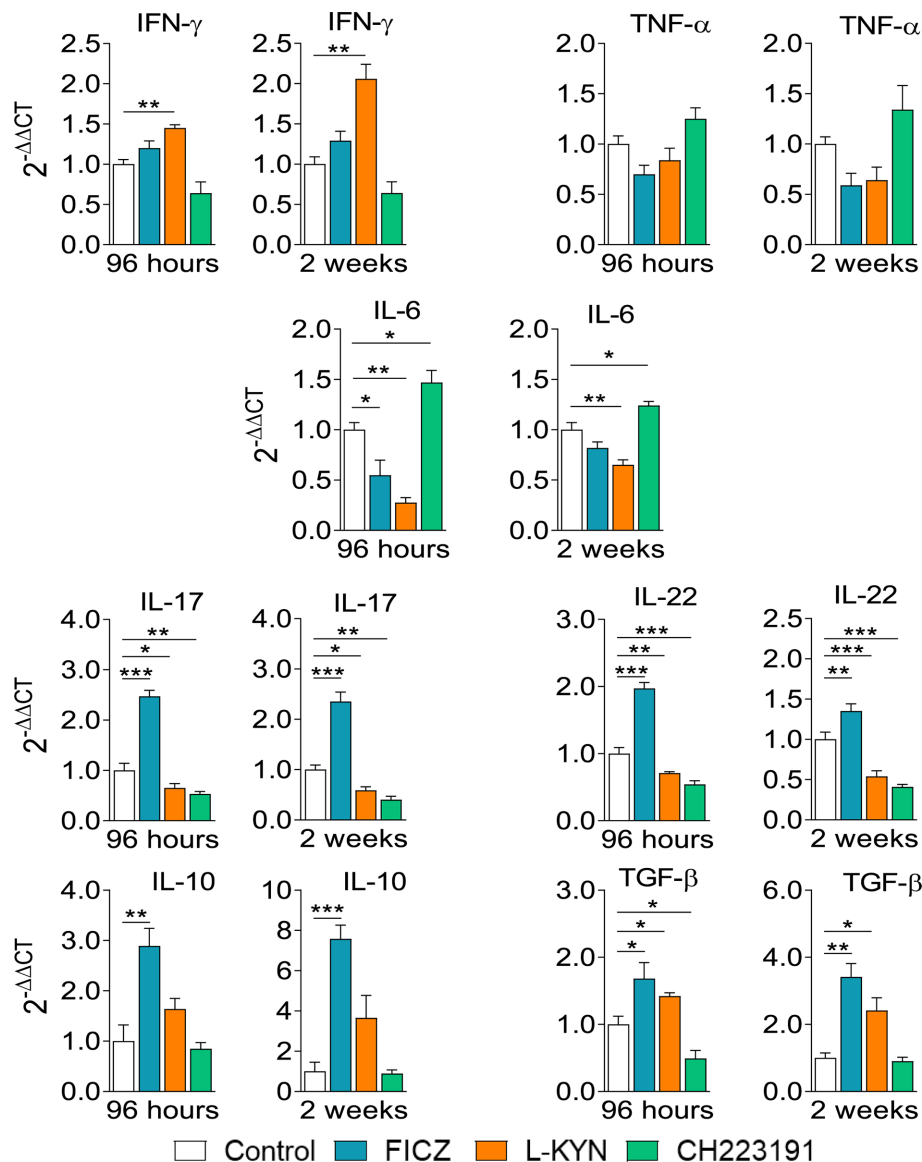 IFN-γ IFN-γ TNF-α TNF-α
2.5 2.5 2.0 2.0
** **
2.0 2.0 1.5 1.5
1.5 1.5 1.0 1.0
1.0 1.0 0.5 0.5
0.5 0.5
0.0 0.0 0.0 0.0
2-ΔΔCT
96 hours 2 weeks 96 hours 2 weeks
IL-6 IL-6
2.0 2.0
* *
1.5 1.5
** **
*
1.0 1.0
0.5 0.5
0.0 0.0
2-ΔΔCT
96 hours 2 weeks
IL-17 IL-17 IL-22 IL-22
4.0 4.0 3.0 2.5
** ** *** ***
* * ** ***
*** *** *** **
3.0 3.0 2.0 2.0
2.0 2.0 1.0 1.5
1.0 1.0 1.0
0.5
0.0 0.0 0.0 0.0
2-ΔΔCT
96 hours 2 weeks 96 hours 2 weeks
IL-10 IL-10 TGF-β TGF-β
4.0 10 3.0 6.0
** *** * *
* **
*
3.0 8 2.0 4.0
2.0 6 1.0 2.0
1.0 4
2
0.0 0 0.0 0.0
2-ΔΔCT
96 hours 2 weeks 96 hours 2 weeks
Control FICZ L-KYN CH223191